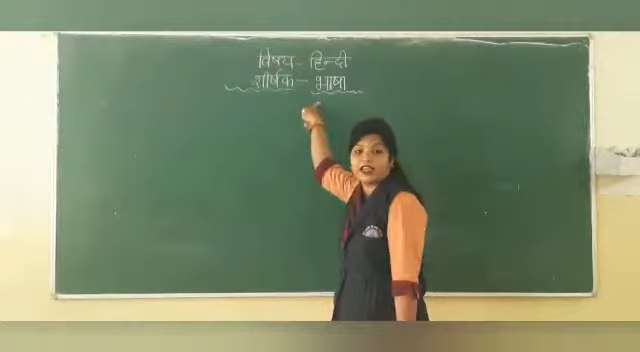 विषय - हिन्दी
शीर्षक - भाषा